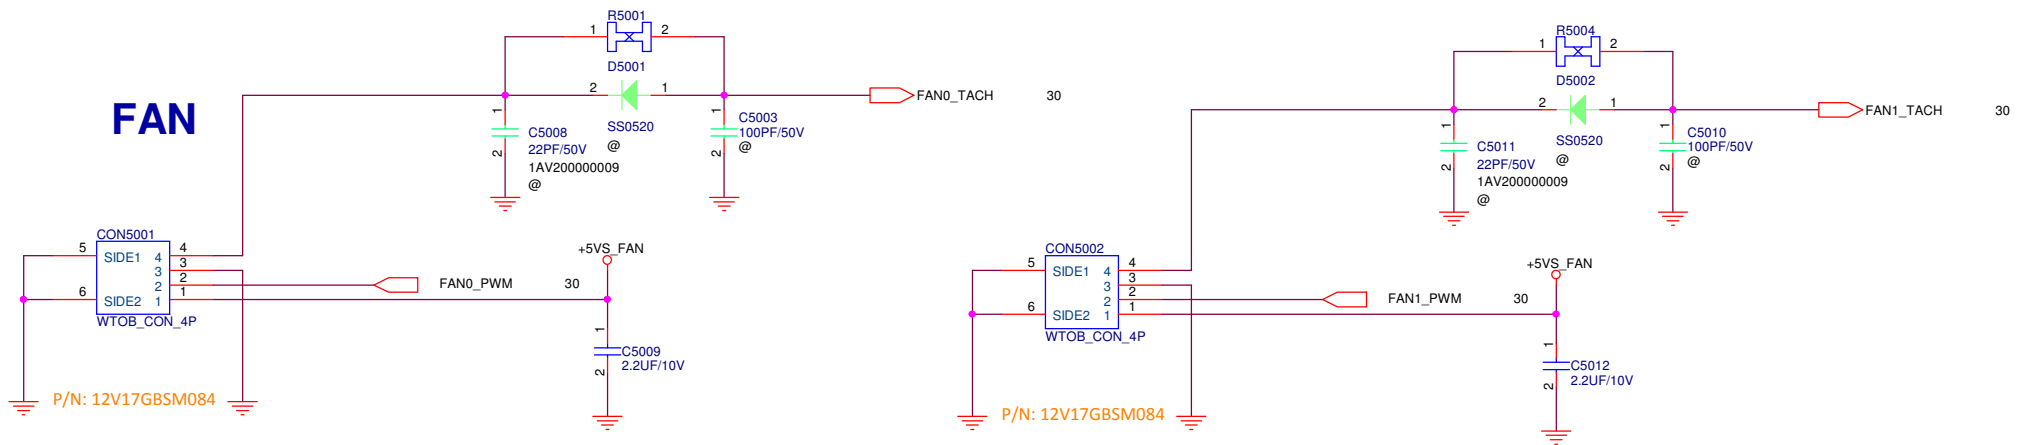 FAN
R5001
1
2
D5001
2
1
SS0520
@
FAN0_TACH 30
1
2
C5008
22PF/50V
1AV200000009
@
1
2
C5003
100PF/50V
@
CON5001
5 SIDE1 4 4
3 3
2 2
6 SIDE2 1 1
WTOB_CON_4P
FAN0_PWM 30
+5VS_FAN
1
2
C5009
2.2UF/10V
P/N: 12V17GBSM084
R5004
1
2
D5002
2
1
SS0520
@
FAN1_TACH 30
1
2
C5011
22PF/50V
1AV200000009
@
1
2
C5010
100PF/50V
@
CON5002
5 SIDE1 4 4
3 3
2 2
6 SIDE2 1 1
WTOB_CON_4P
FAN1_PWM 30
+5VS_FAN
1
2
C5012
2.2UF/10V
P/N: 12V17GBSM084